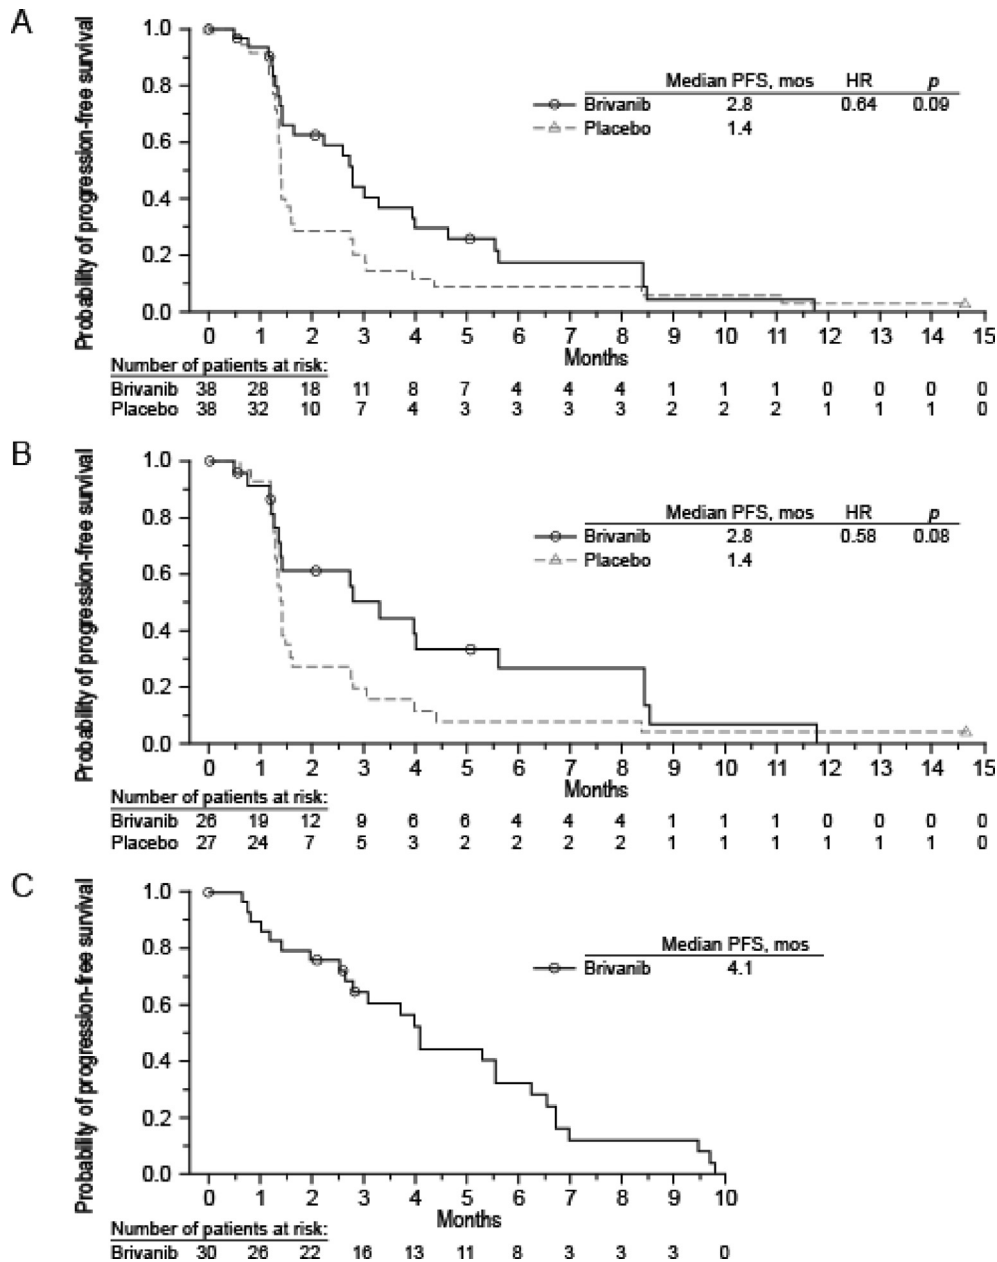 A
Probability of progression-free survival
1.0
0.8
0.6
0.4
0.2
0.0
Median PFS, mos HR p
Brivanib 2.8 0.64 0.09
Placebo 1.4
0 1 2 3 4 5 6 7 8 9 10 11 12 13 14 15
Months
Number of patients at risk:
Brivanib 38 28 18 11 8 7 4 4 4 1 1 1 0 0 0 0
Placebo 38 32 10 7 4 3 3 3 3 2 2 2 1 1 1 0
B
Probability of progression-free survival
1.0
0.8
0.6
0.4
0.2
0.0
Median PFS, mos HR p
Brivanib 2.8 0.58 0.08
Placebo 1.4
0 1 2 3 4 5 6 7 8 9 10 11 12 13 14 15
Months
Number of patients at risk:
Brivanib 26 19 12 9 6 6 4 4 4 1 1 1 0 0 0 0
Placebo 27 24 7 5 3 2 2 2 2 1 1 1 1 1 1 0
C
Probability of progression-free survival
1.0
0.8
0.6
0.4
0.2
0.0
Median PFS, mos
Brivanib 4.1
0 1 2 3 4 5 6 7 8 9 10
Months
Number of patients at risk:
Brivanib 30 26 22 16 13 11 8 3 3 3 0